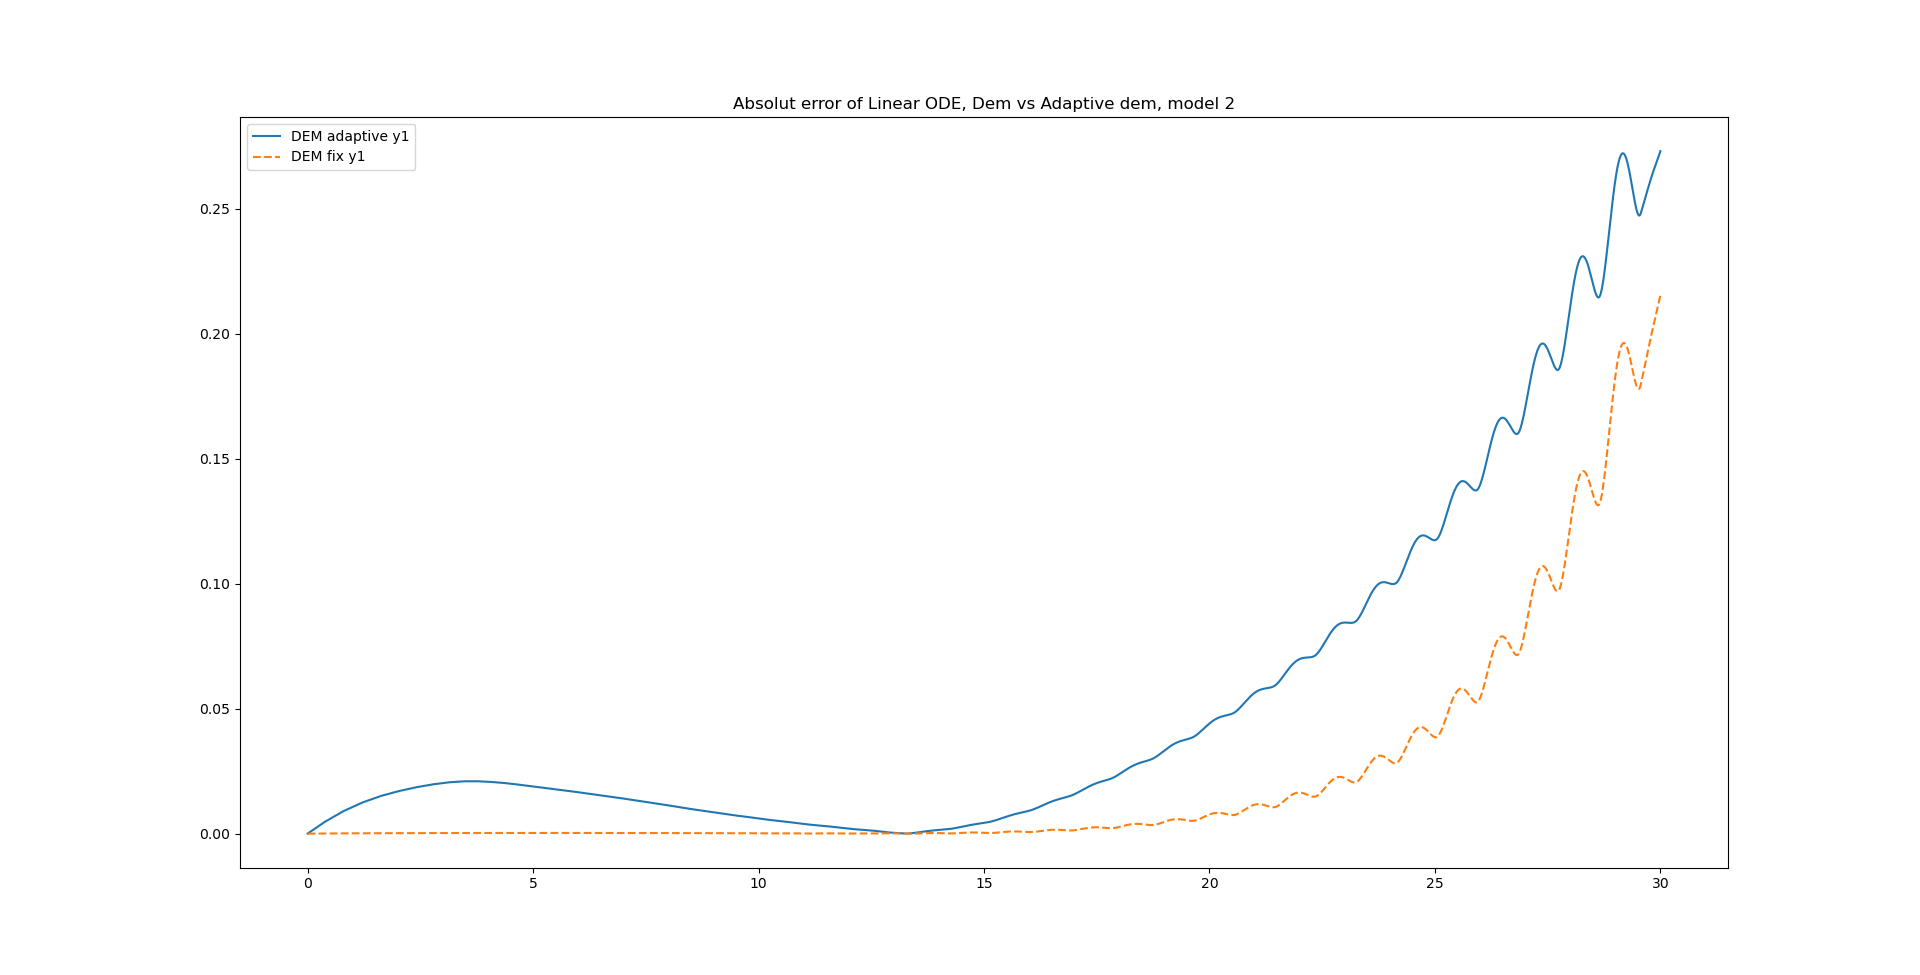 Absolut error of Linear ODE, Dem vs Adaptive dem, model 2
DEM adaptive y1
DEM fix y1
0.25
0.20
0.15
0.10
0.05
0.00
0 5 10 15 20 25 30